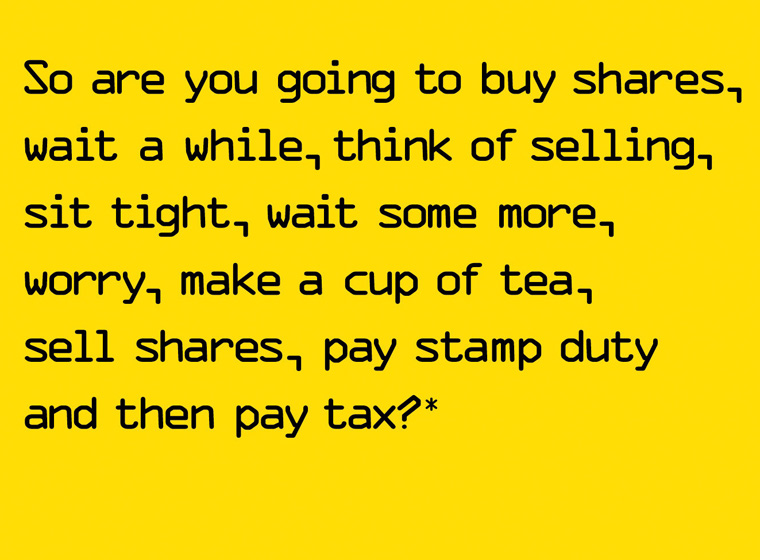 So are you going to buy shares,
wait a while, think of selling,
sit tight, wait some more,
worry, make a cup of tea,
sell shares, pay stamp duty
and then pay tax?*